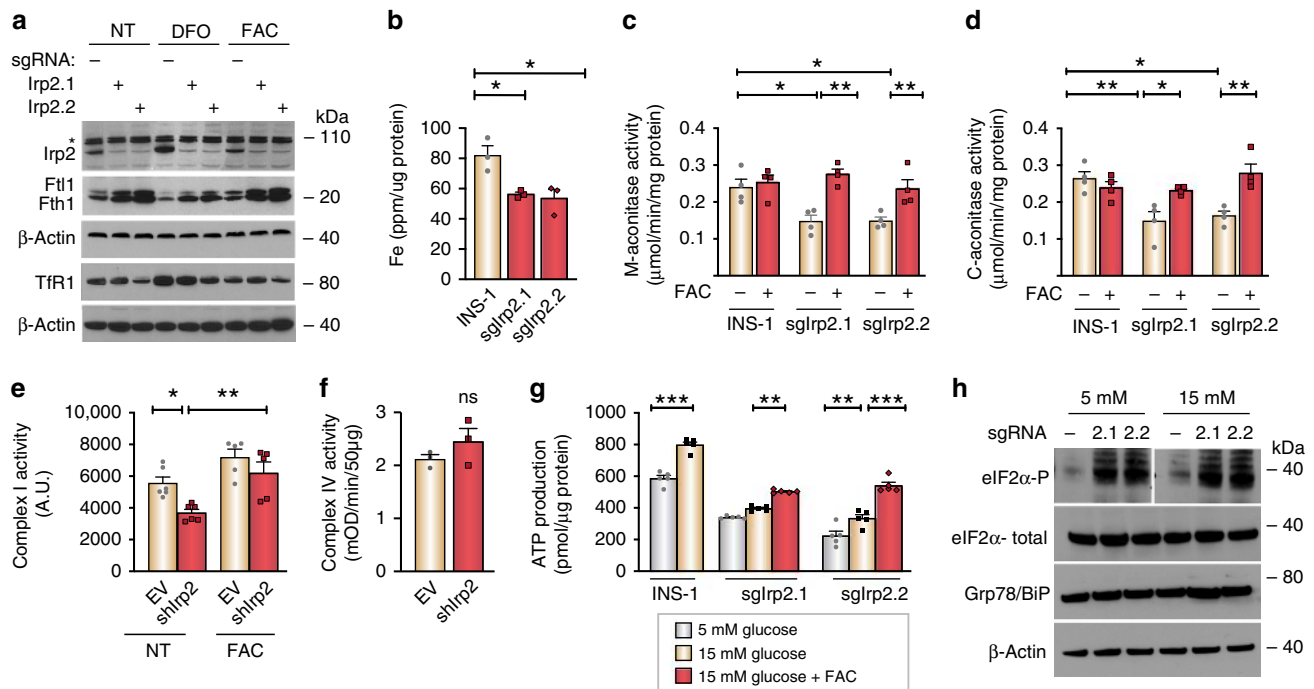 a
NT DFO FAC
sgRNA: – – –
Irp2.1 + + +
Irp2.2 + + +
kDa
* – 110
Irp2
Ftl1
Fth1 – 20
β-Actin – 40
TfR1 – 80
β-Actin – 40
b
*
*
Fe (ppm/ug protein)
100
80
60
40
20
0
INS-1 sgIrp2.1 sgIrp2.2
c
*
* ** **
M-aconitase activity
(μmol/min/mg protein)
0.4
0.3
0.2
0.1
FAC – + – + – +
INS-1 sgIrp2.1 sgIrp2.2
d
*
** * **
C-aconitase activity
(μmol/min/mg protein)
0.4
0.3
0.2
0.1
FAC – + – + – +
INS-1 sgIrp2.1 sgIrp2.2
e
* **
Complex I activity
(A.U.)
10,000
8000
6000
4000
2000
0
EV shIrp2 EV shIrp2
NT FAC
f
ns
Complex IV activity
(mOD/min/50μg)
3
2
1
0
EV shIrp2
g
*** ** ** ***
ATP production
(pmol/μg protein)
800
600
400
200
0
INS-1 sgIrp2.1 sgIrp2.2
5 mM glucose
15 mM glucose
15 mM glucose + FAC
h
5 mM 15 mM
sgRNA – 2.1 2.2 – 2.1 2.2
kDa
eIF2α-P – 40
– 50
eIF2α- total
– 40
– 80
Grp78/BiP
β-Actin – 40